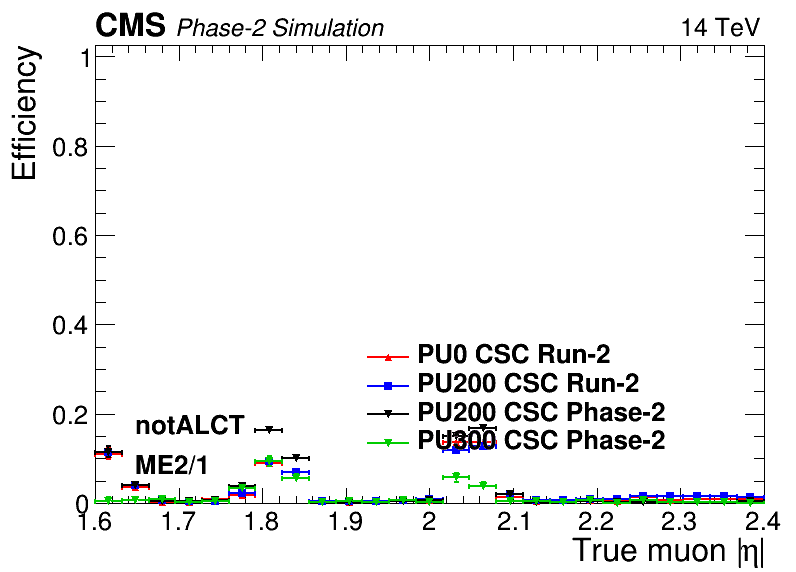 CMS Phase-2 Simulation 14 TeV
Efficiency
1
0.8
0.6
0.4
0.2
0
PU0 CSC Run-2
PU200 CSC Run-2
PU200 CSC Phase-2
PU300 CSC Phase-2
notALCT
ME2/1
1.6 1.7 1.8 1.9 2 2.1 2.2 2.3 2.4
True muon |η|